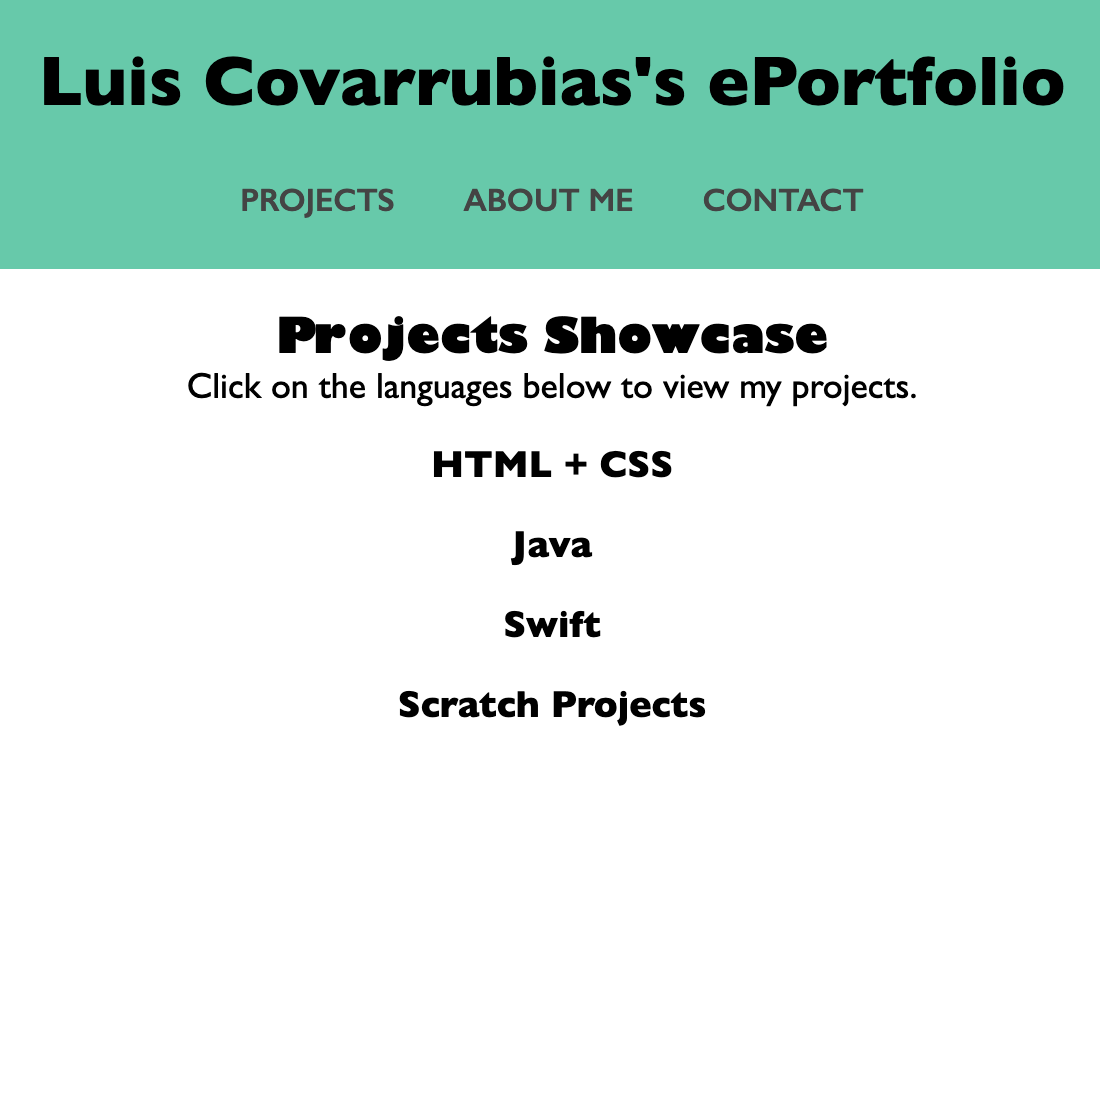 Luis Covarrubias's ePortfolio
PROJECTS ABOUT ME CONTACT
Projects Showcase
Click on the languages below to view my projects.
HTML + CSS
Java
Swift
Scratch Projects